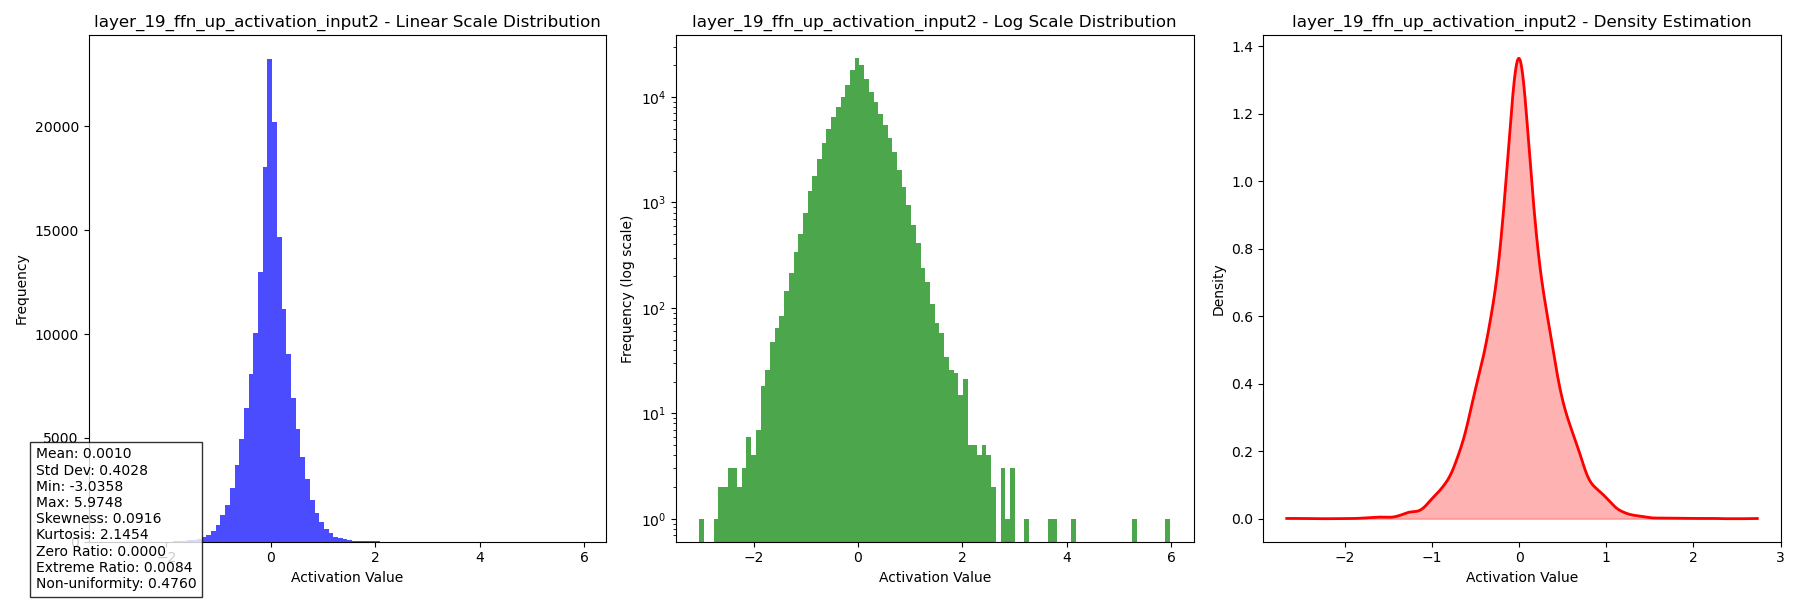 layer_19_ffn_up_activation_input2 - Linear Scale Distribution
Frequency
20000
15000
10000
5000
0
−2
0
2
4
6
Activation Value
Mean: 0.0010
Std Dev: 0.4028
Min: -3.0358
Max: 5.9748
Skewness: 0.0916
Kurtosis: 2.1454
Zero Ratio: 0.0000
Extreme Ratio: 0.0084
Non-uniformity: 0.4760
layer_19_ffn_up_activation_input2 - Log Scale Distribution
Frequency (log scale)
10⁴
10³
10²
10¹
10⁰
−2
0
2
4
6
Activation Value
layer_19_ffn_up_activation_input2 - Density Estimation
Density
1.4
1.2
1.0
0.8
0.6
0.4
0.2
0.0
−2
−1
0
1
2
3
Activation Value